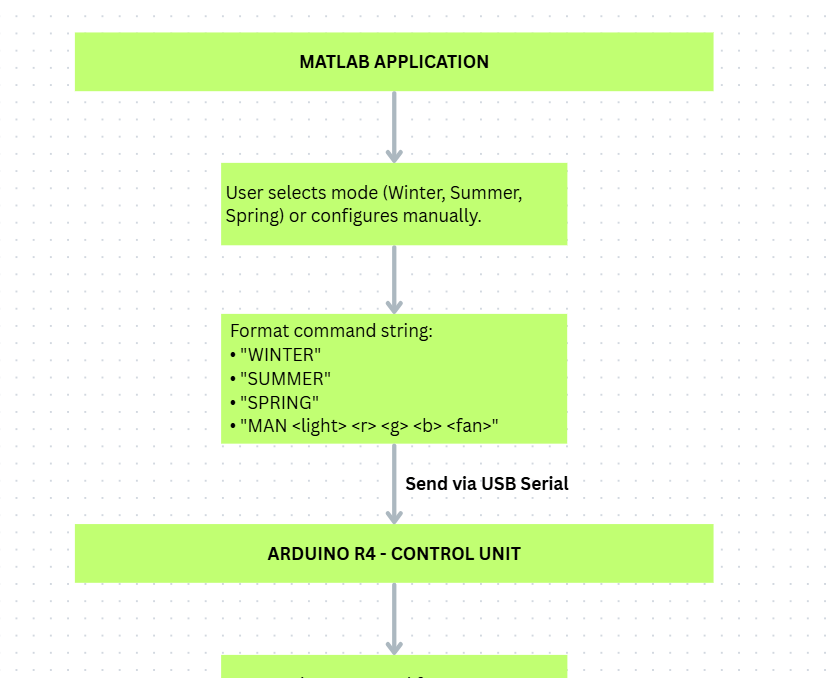 MATLAB APPLICATION
User selects mode (Winter, Summer,
Spring) or configures manually.
Format command string:
• "WINTER"
• "SUMMER"
• "SPRING"
• "MAN <light> <r> <g> <b> <fan>"
Send via USB Serial
ARDUINO R4 - CONTROL UNIT